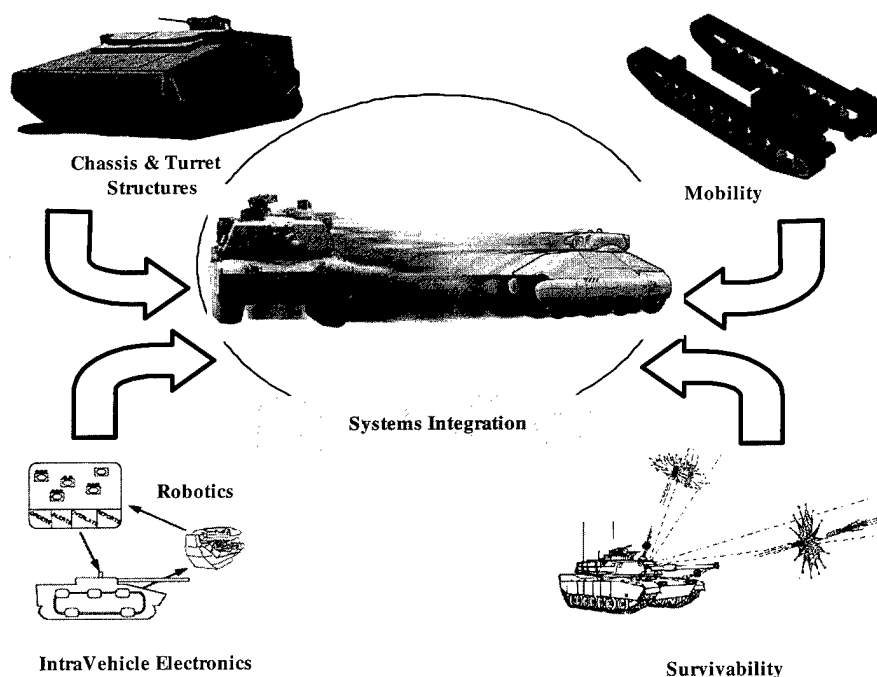 Chassis & Turret
Structures
Mobility
Systems Integration
Robotics
IntraVehicle Electronics
Survivability